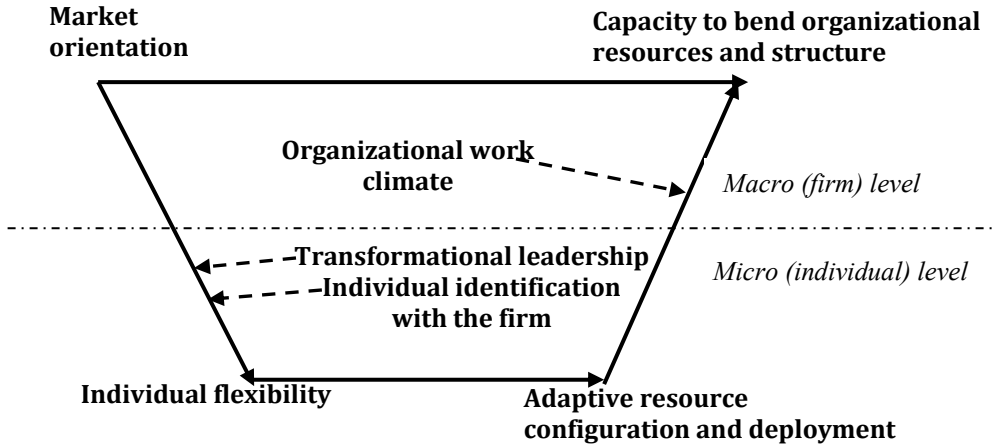 Market
orientation
Capacity to bend organizational
resources and structure
Organizational work
climate
Macro (firm) level
Transformational leadership
Micro (individual) level
Individual identification
with the firm
Individual flexibility
Adaptive resource
configuration and deployment